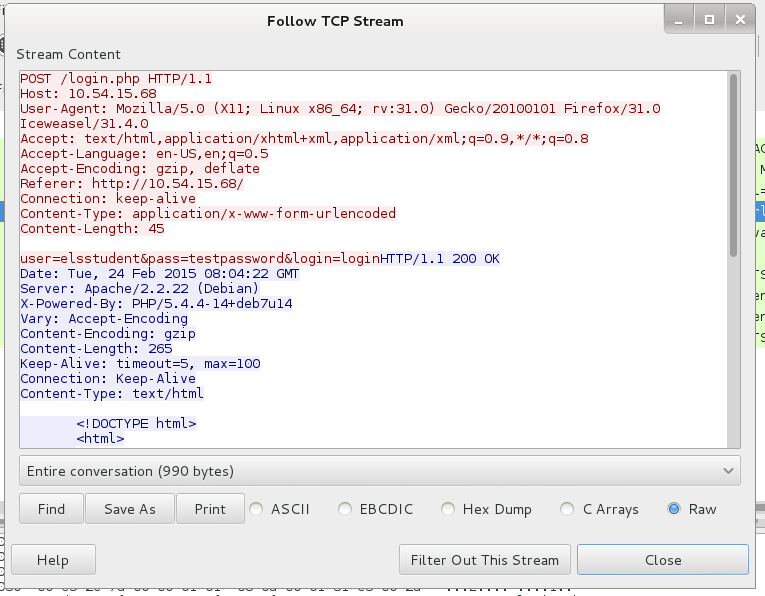 Follow TCP Stream
Stream Content
POST /login.php HTTP/1.1
Host: 10.54.15.68
User-Agent: Mozilla/5.0 (X11; Linux x86_64; rv:31.0) Gecko/20100101 Firefox/31.0
Iceweasel/31.4.0
Accept: text/html,application/xhtml+xml,application/xml;q=0.9,*/*;q=0.8
Accept-Language: en-US,en;q=0.5
Accept-Encoding: gzip, deflate
Referer: http://10.54.15.68/
Connection: keep-alive
Content-Type: application/x-www-form-urlencoded
Content-Length: 45
user=elsstudent&pass=testpassword&login=loginHTTP/1.1 200 OK
Date: Tue, 24 Feb 2015 08:04:22 GMT
Server: Apache/2.2.22 (Debian)
X-Powered-By: PHP/5.4.4-14+deb7u14
Vary: Accept-Encoding
Content-Encoding: gzip
Content-Length: 265
Keep-Alive: timeout=5, max=100
Connection: Keep-Alive
Content-Type: text/html
<!DOCTYPE html>
<html>
Entire conversation (990 bytes)
Find Save As Print ASCII EBCDIC Hex Dump C Arrays Raw
Help Filter Out This Stream Close